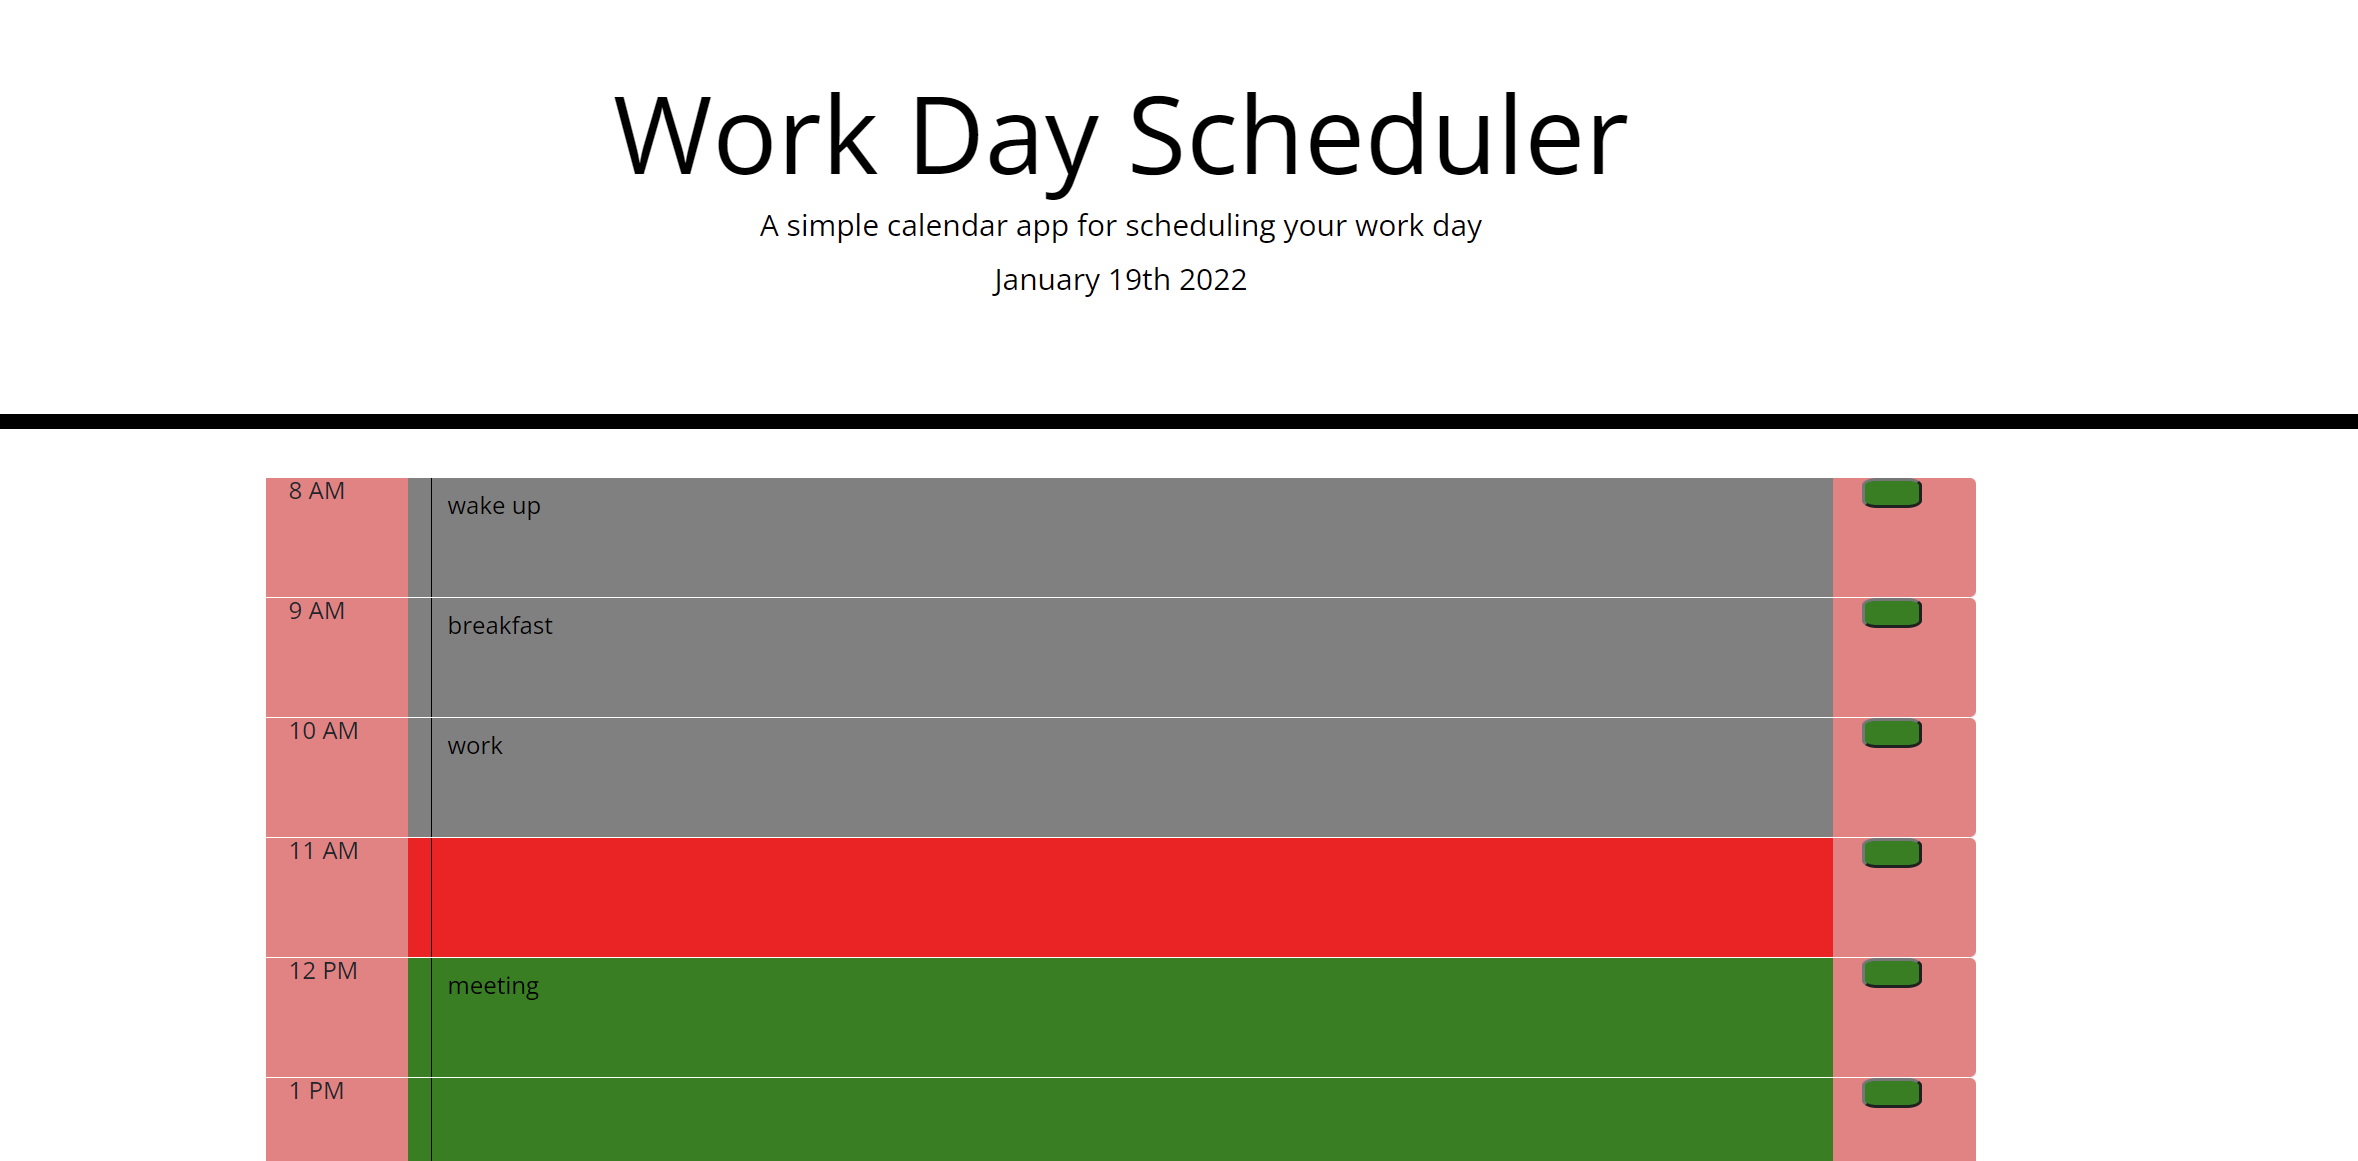 Work Day Scheduler
A simple calendar app for scheduling your work day
January 19th 2022
8 AM
wake up
9 AM
breakfast
10 AM
work
11 AM
12 PM
meeting
1 PM